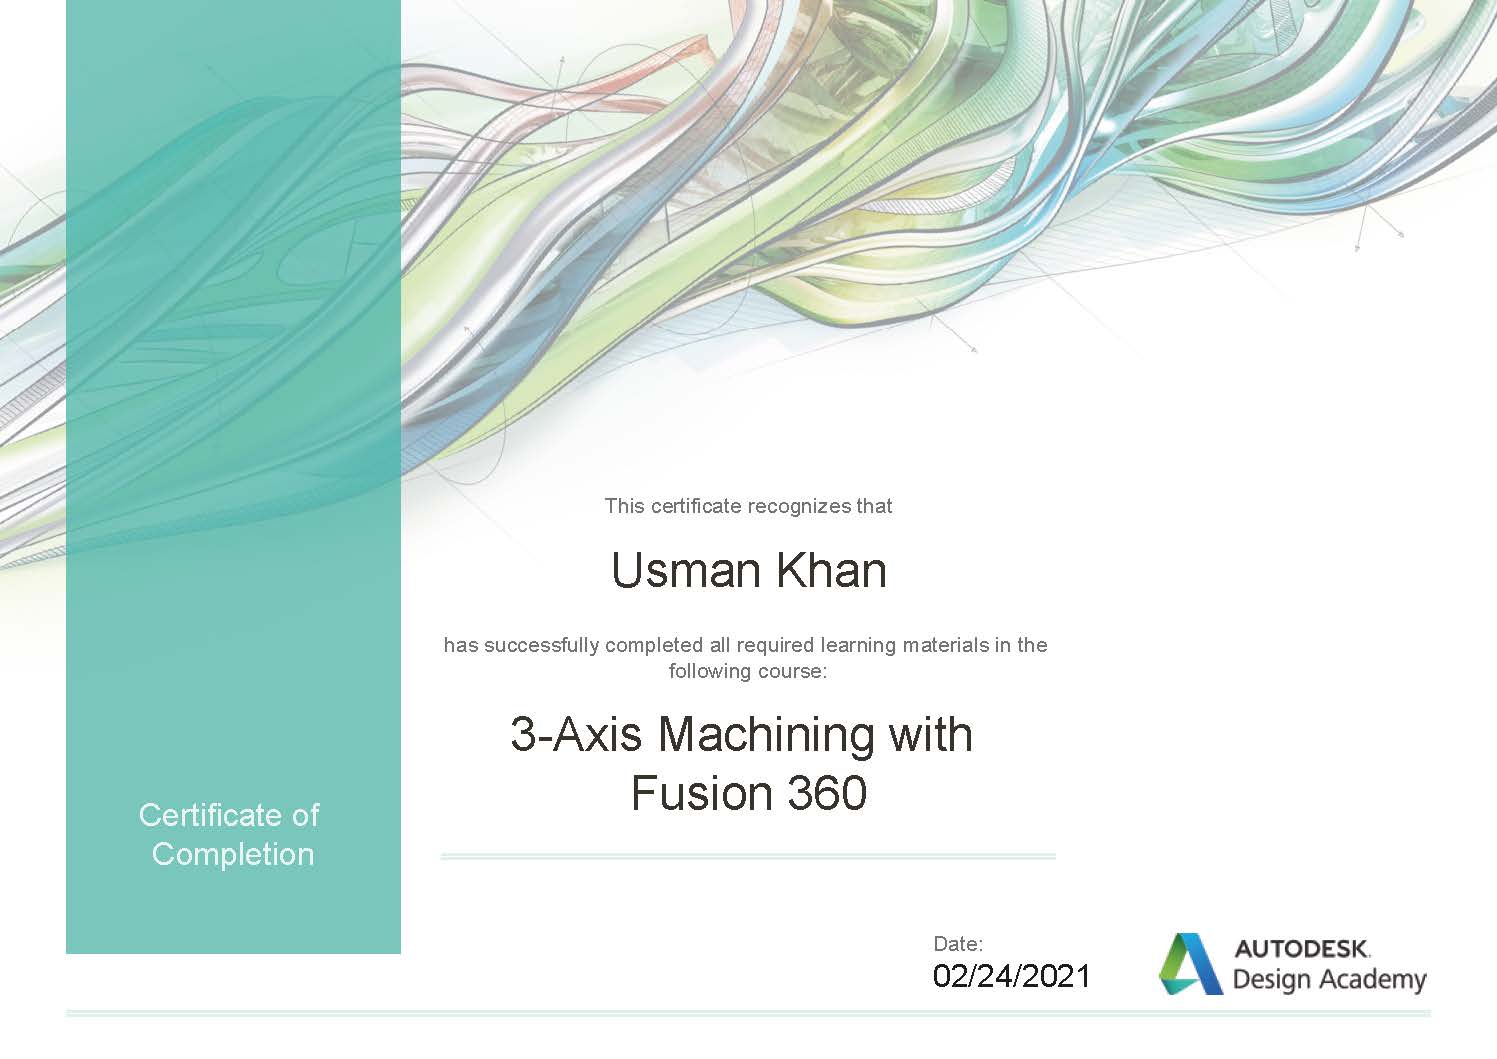 This certificate recognizes that
Usman Khan
has successfully completed all required learning materials in the
following course:
3-Axis Machining with
Fusion 360
Certificate of
Completion
Date:
02/24/2021
AUTODESK.
Design Academy